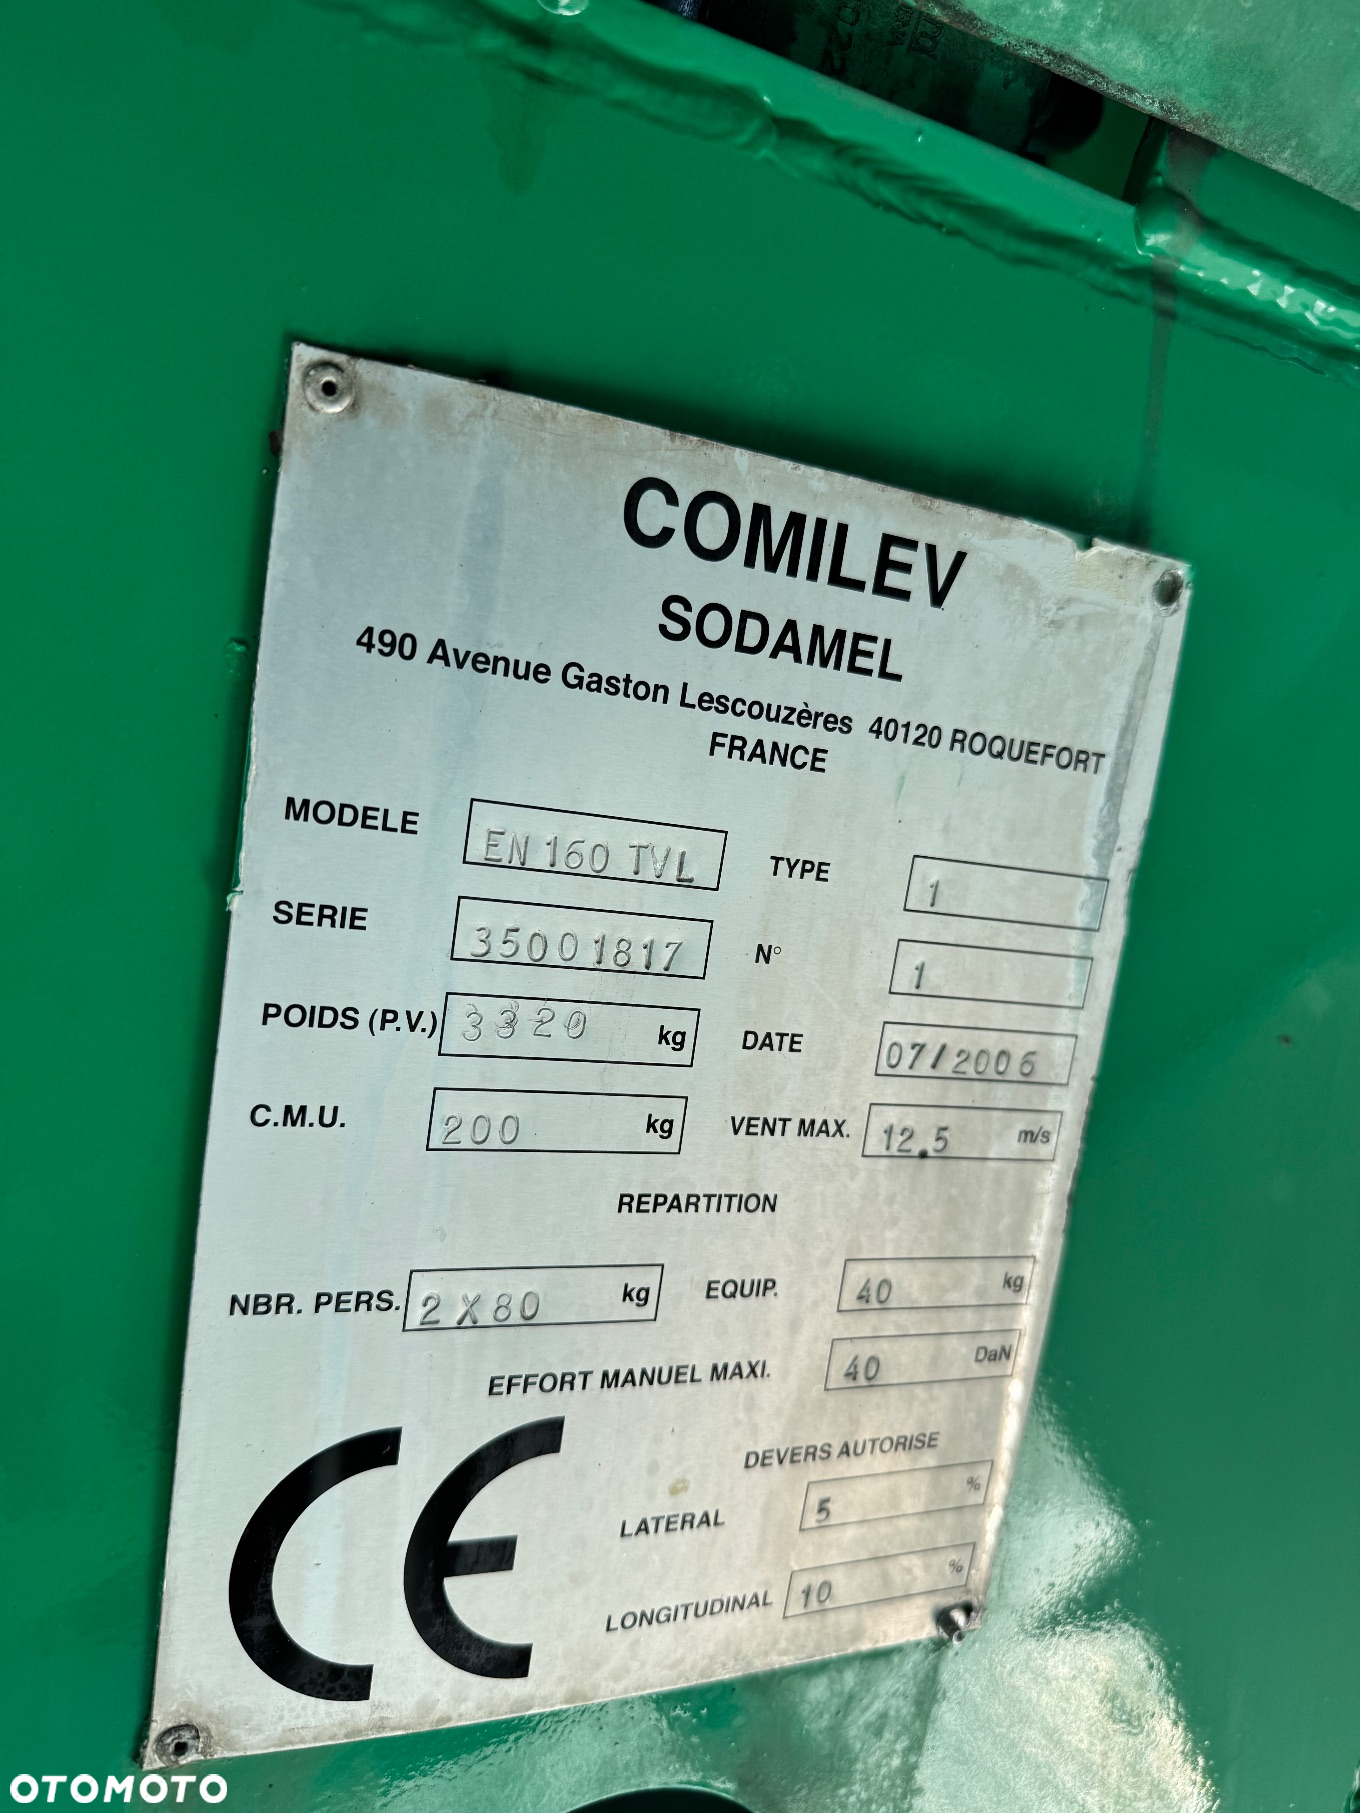 COMILEV
SODAMEL
490 Avenue Gaston Lescouzères 40120 ROQUEFORT
FRANCE
MODELE EN 160 TVL TYPE 1
SERIE 35001817 N° 1
POIDS (P.V.) 3320 kg DATE 07/2006
C.M.U. 200 kg VENT MAX. 12.5 m/s
REPARTITION
NBR. PERS. 2 X 80 kg EQUIP. 40 kg
EFFORT MANUEL MAXI. 40 DaN
DEVERS AUTORISE
LATERAL 5 %
LONGITUDINAL 10 %
CE
OTOMOTO